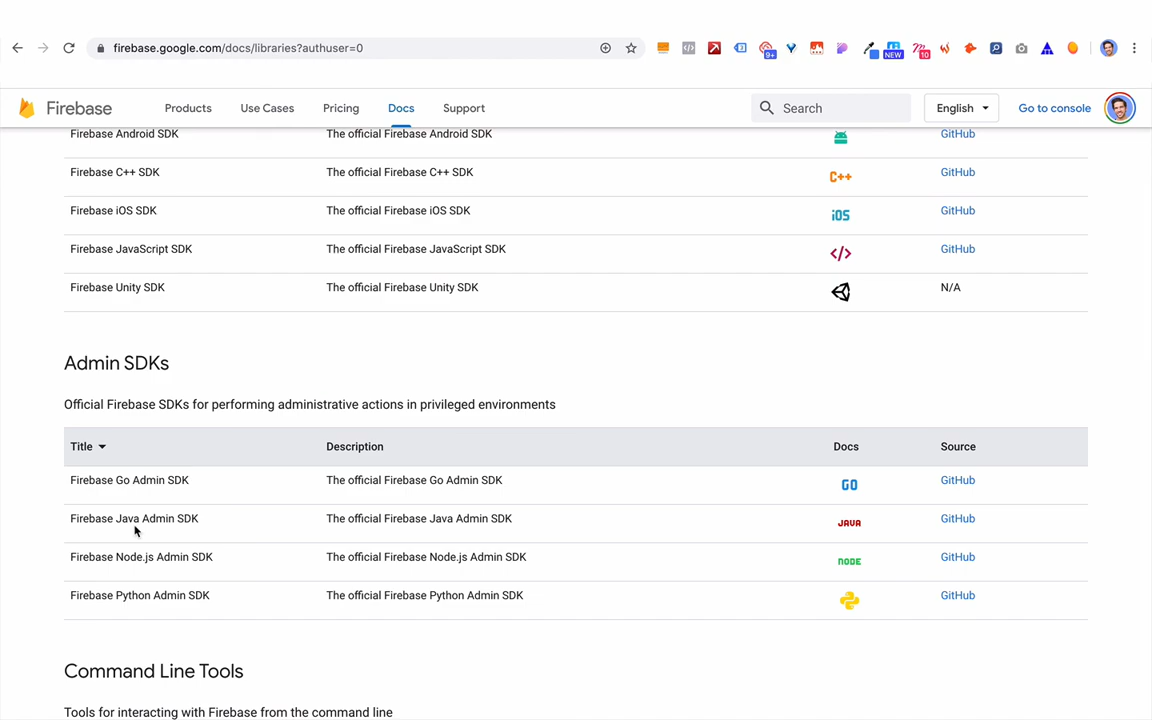 firebase.google.com/docs/libraries?authuser=0
9+
NEW
10
Firebase
Products
Use Cases
Pricing
Docs
Support
Search
English
Go to console
Firebase Android SDK The official Firebase Android SDK GitHub
Firebase C++ SDK The official Firebase C++ SDK C++ GitHub
Firebase iOS SDK The official Firebase iOS SDK iOS GitHub
Firebase JavaScript SDK The official Firebase JavaScript SDK </> GitHub
Firebase Unity SDK The official Firebase Unity SDK N/A
Admin SDKs
Official Firebase SDKs for performing administrative actions in privileged environments
Title Description Docs Source
Firebase Go Admin SDK The official Firebase Go Admin SDK GO GitHub
Firebase Java Admin SDK The official Firebase Java Admin SDK JAVA GitHub
Firebase Node.js Admin SDK The official Firebase Node.js Admin SDK NODE GitHub
Firebase Python Admin SDK The official Firebase Python Admin SDK GitHub
Command Line Tools
Tools for interacting with Firebase from the command line